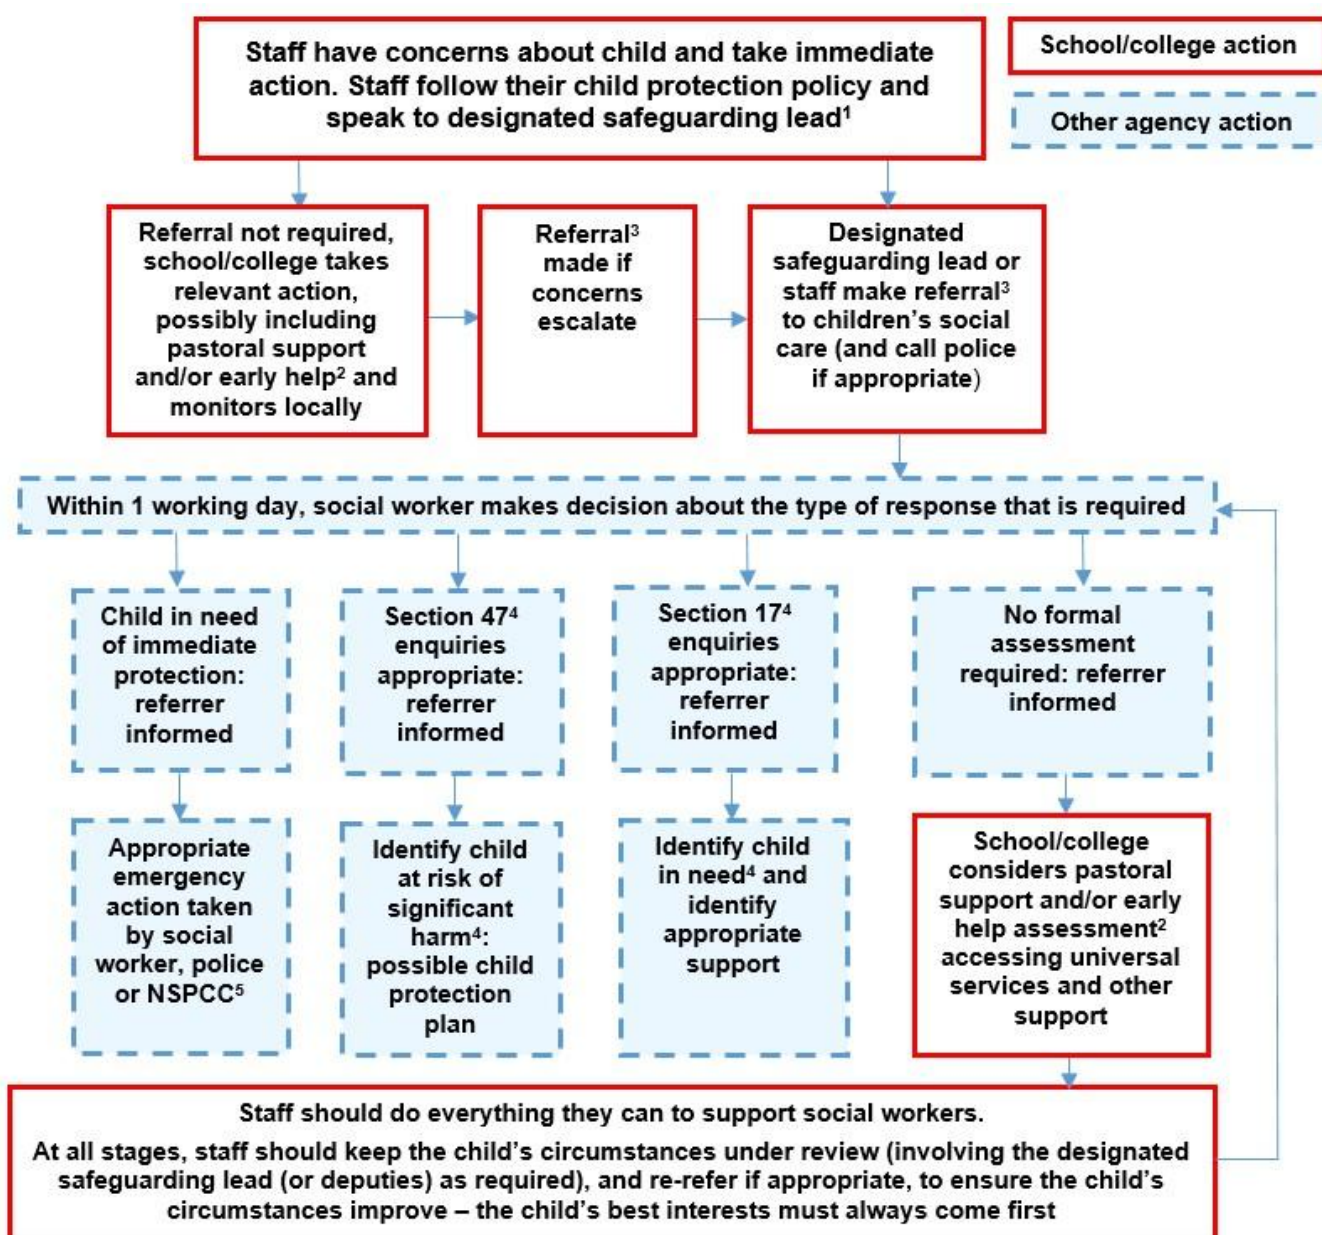 Staff have concerns about child and take immediate
action. Staff follow their child protection policy and
speak to designated safeguarding lead¹
School/college action
Other agency action
Referral not required,
school/college takes
relevant action,
possibly including
pastoral support
and/or early help² and
monitors locally
Referral³
made if
concerns
escalate
Designated
safeguarding lead or
staff make referral³
to children’s social
care (and call police
if appropriate)
Within 1 working day, social worker makes decision about the type of response that is required
Child in need
of immediate
protection:
referrer
informed
Section 47⁴
enquiries
appropriate:
referrer
informed
Section 17⁴
enquiries
appropriate:
referrer
informed
No formal
assessment
required: referrer
informed
Appropriate
emergency
action taken
by social
worker, police
or NSPCC⁵
Identify child
at risk of
significant
harm⁴:
possible child
protection
plan
Identify child
in need⁴ and
identify
appropriate
support
School/college
considers pastoral
support and/or early
help assessment²
accessing universal
services and other
support
Staff should do everything they can to support social workers.
At all stages, staff should keep the child’s circumstances under review (involving the designated
safeguarding lead (or deputies) as required), and re-refer if appropriate, to ensure the child’s
circumstances improve – the child’s best interests must always come first